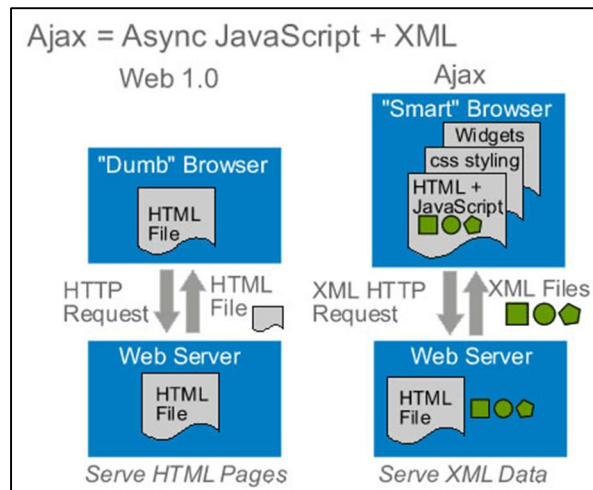 Ajax = Async JavaScript + XML
Web 1.0
"Dumb" Browser
HTML
File
HTTP
Request
HTML
File
Web Server
HTML
File
Serve HTML Pages
Ajax
"Smart" Browser
Widgets
css styling
HTML +
JavaScript
XML HTTP
Request
XML Files
Web Server
HTML
File
Serve XML Data